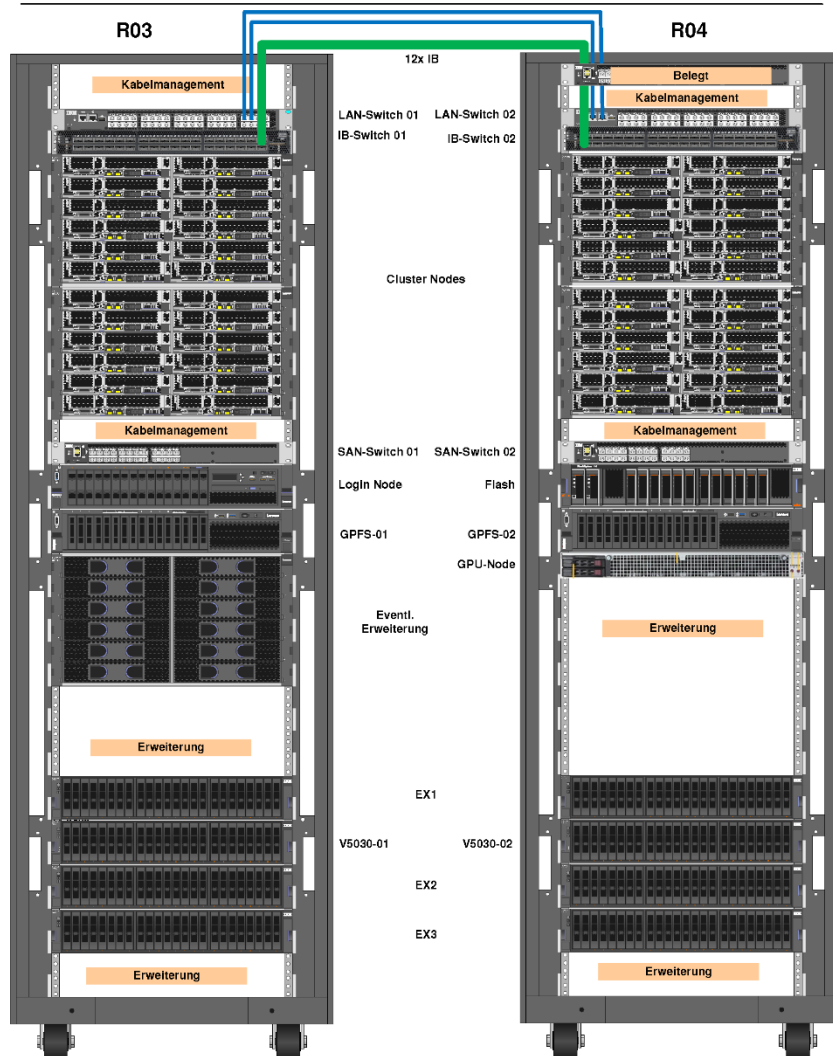 R03
R04
12x IB
Belegt
Kabelmanagement
Kabelmanagement
LAN-Switch 01
LAN-Switch 02
IB-Switch 01
IB-Switch 02
Cluster Nodes
Kabelmanagement
Kabelmanagement
SAN-Switch 01
SAN-Switch 02
LogIn Node
Flash
GPFS-01
GPFS-02
GPU-Node
Eventl.
Erweiterung
Erweiterung
Erweiterung
EX1
V5030-01
V5030-02
EX2
EX3
Erweiterung
Erweiterung